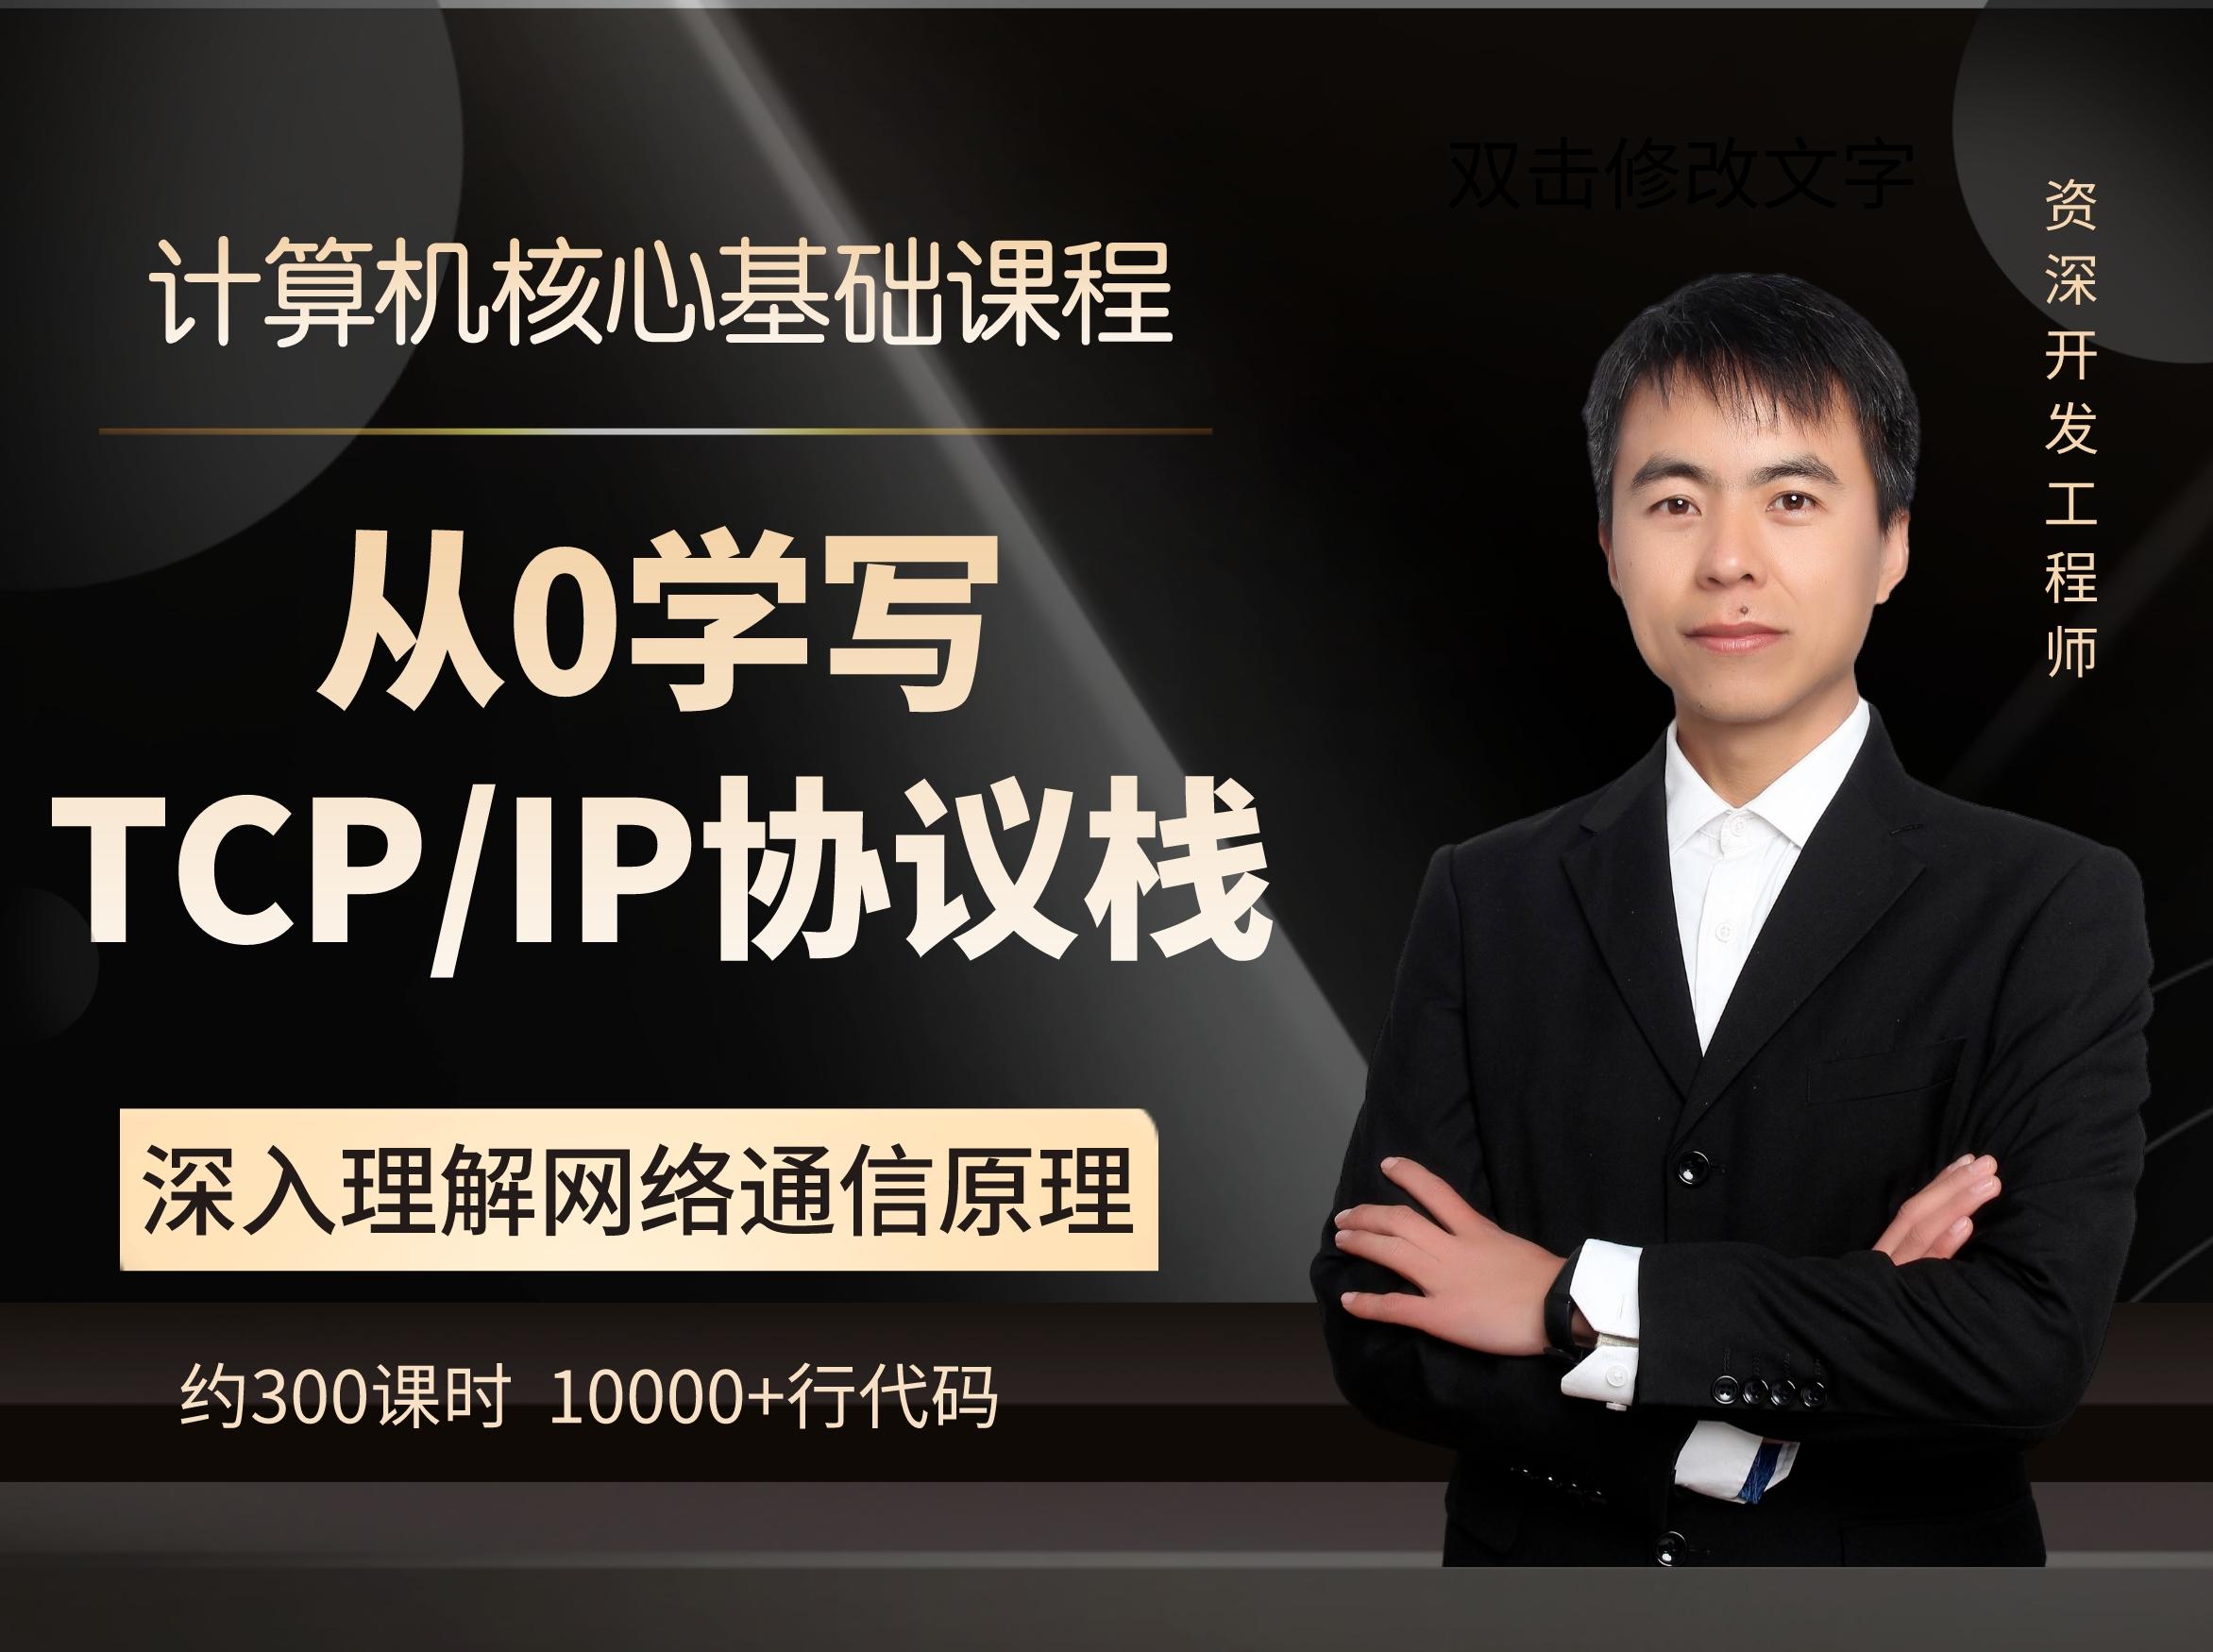 双击修改文字
计算机核心基础课程
资深开发工程师
从0学写
TCP/IP协议栈
深入理解网络通信原理
约300课时 10000+行代码